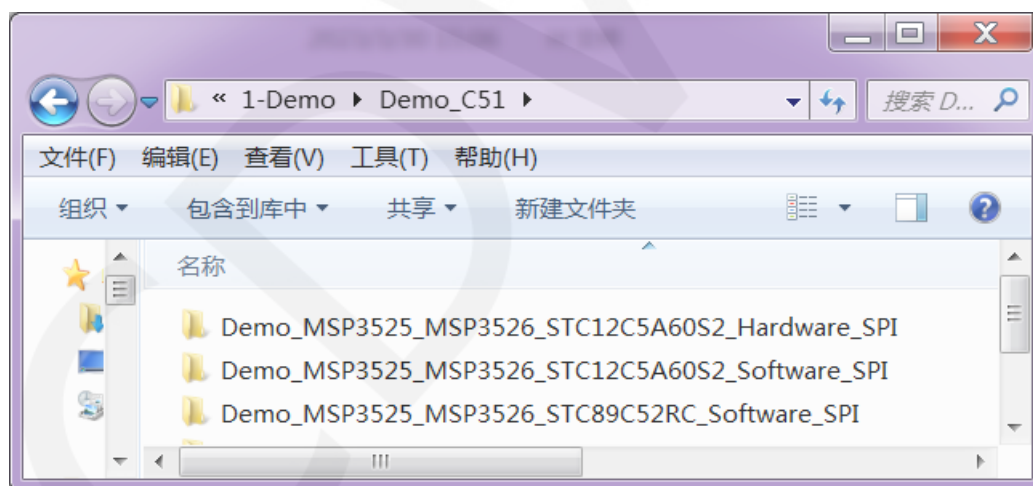 « 1-Demo ▸ Demo_C51 ▸ 搜索 D...
文件(F) 编辑(E) 查看(V) 工具(T) 帮助(H)
组织 包含到库中 共享 新建文件夹
名称
Demo_MSP3525_MSP3526_STC12C5A60S2_Hardware_SPI
Demo_MSP3525_MSP3526_STC12C5A60S2_Software_SPI
Demo_MSP3525_MSP3526_STC89C52RC_Software_SPI